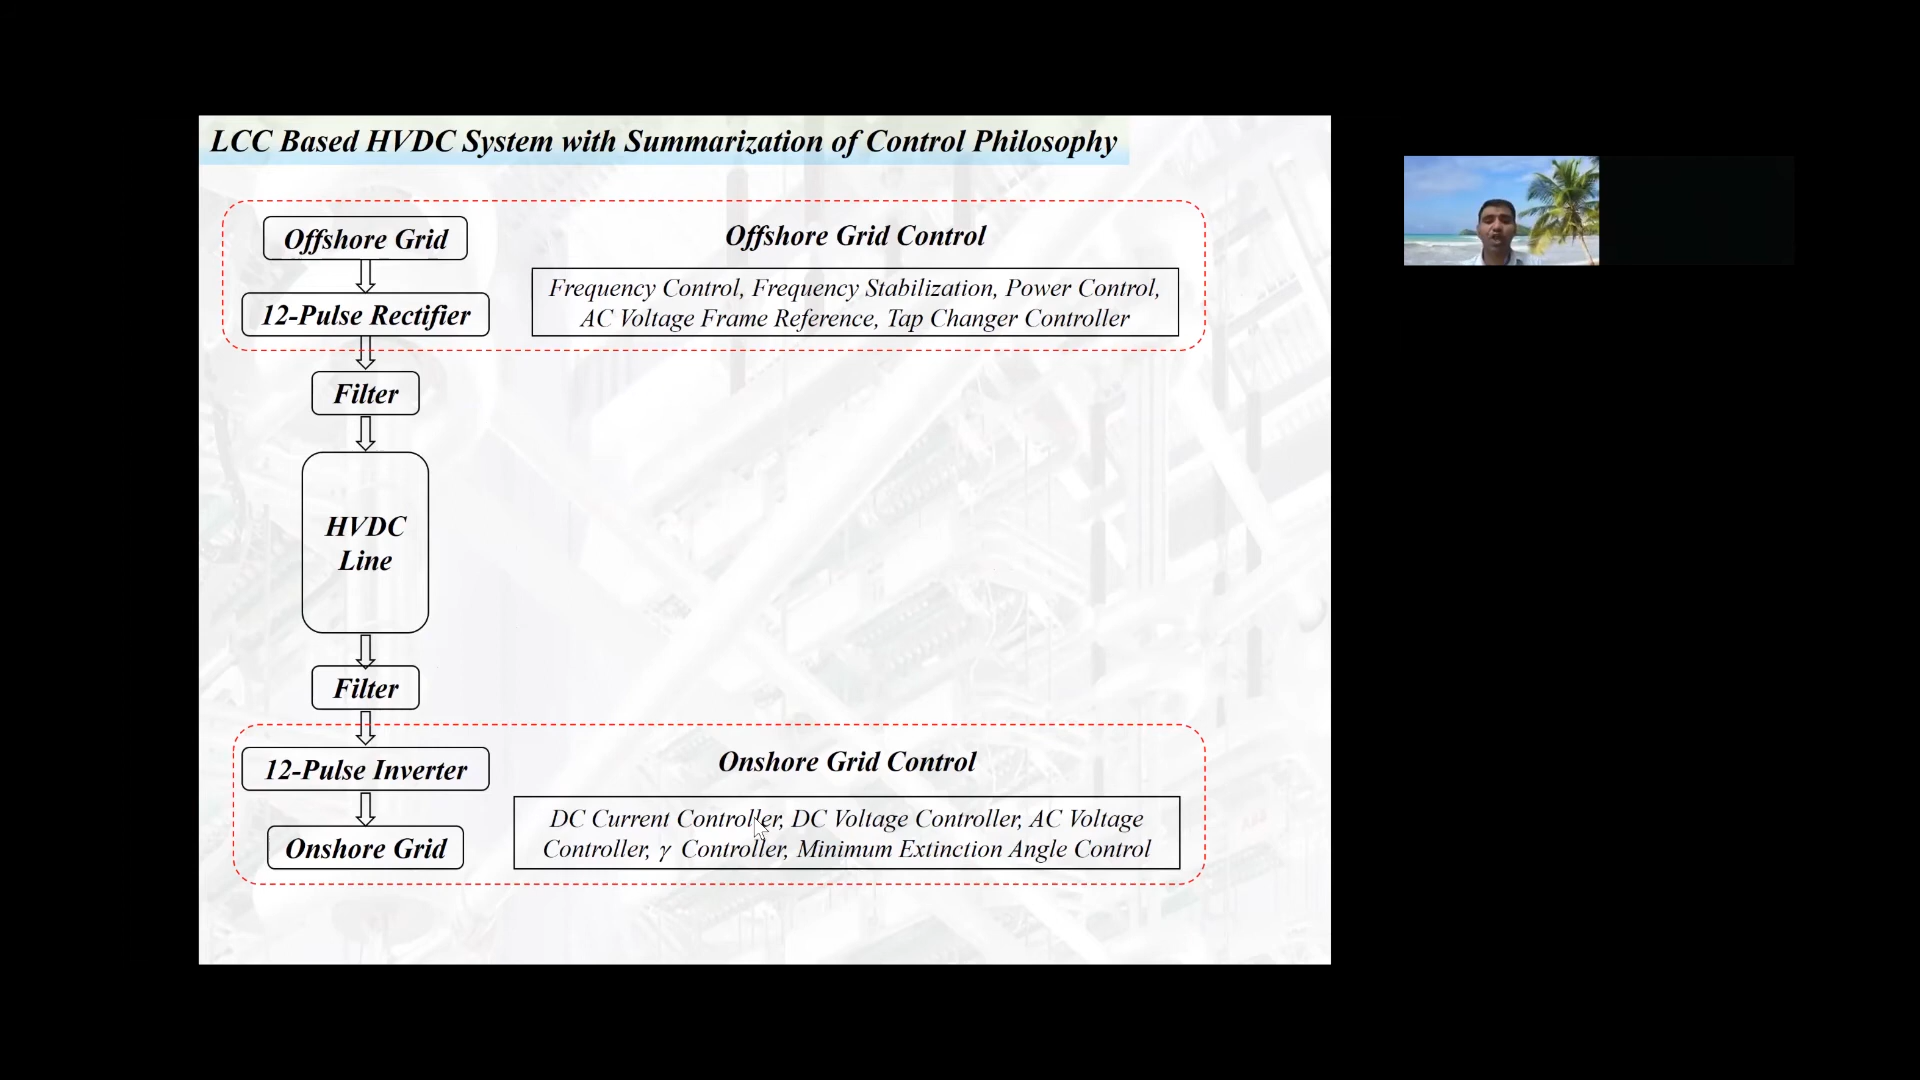 LCC Based HVDC System with Summarization of Control Philosophy
Offshore Grid
12-Pulse Rectifier
Offshore Grid Control
Frequency Control, Frequency Stabilization, Power Control,
AC Voltage Frame Reference, Tap Changer Controller
Filter
HVDC
Line
Filter
12-Pulse Inverter
Onshore Grid
Onshore Grid Control
DC Current Controller, DC Voltage Controller, AC Voltage
Controller, γ Controller, Minimum Extinction Angle Control